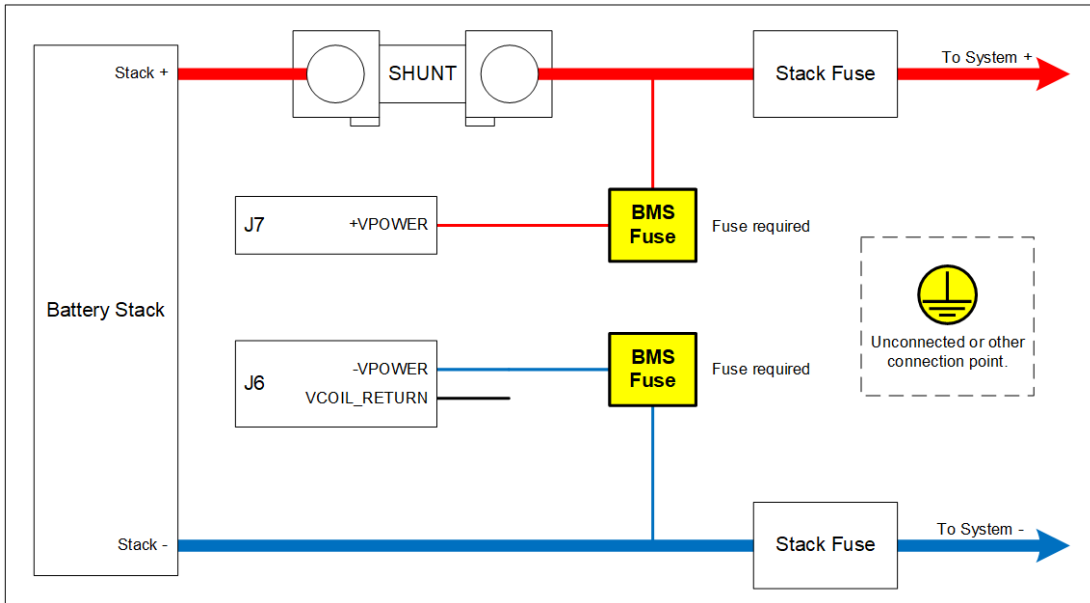 Stack +
SHUNT
Stack Fuse
To System +
J7
+VPOWER
BMS
Fuse
Fuse required
Battery Stack
Unconnected or other
connection point.
J6
-VPOWER
VCOIL_RETURN
BMS
Fuse
Fuse required
Stack -
Stack Fuse
To System -